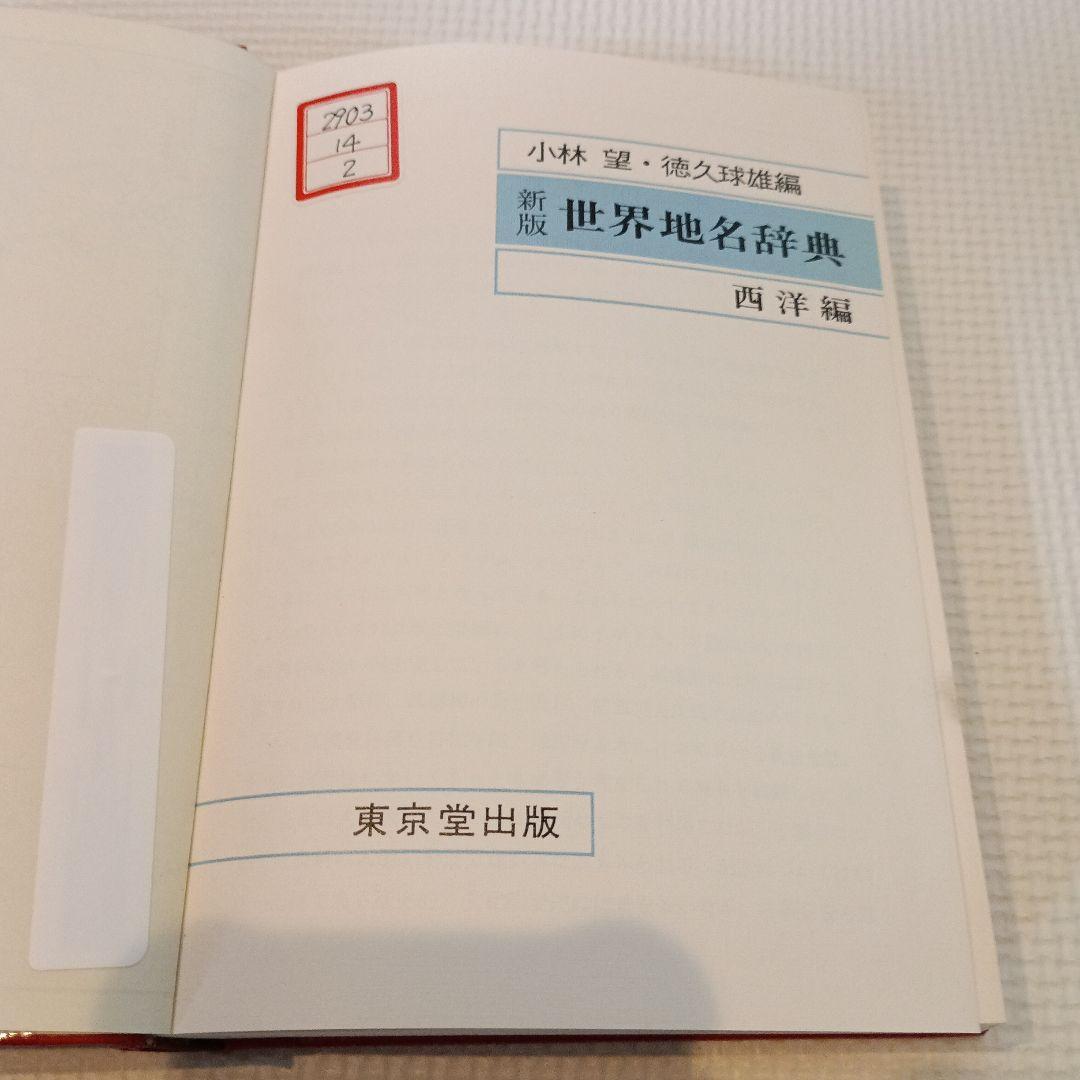 2903
14
2
小林 望・徳久球雄編
新版 世界地名辞典
西洋編
東京堂出版